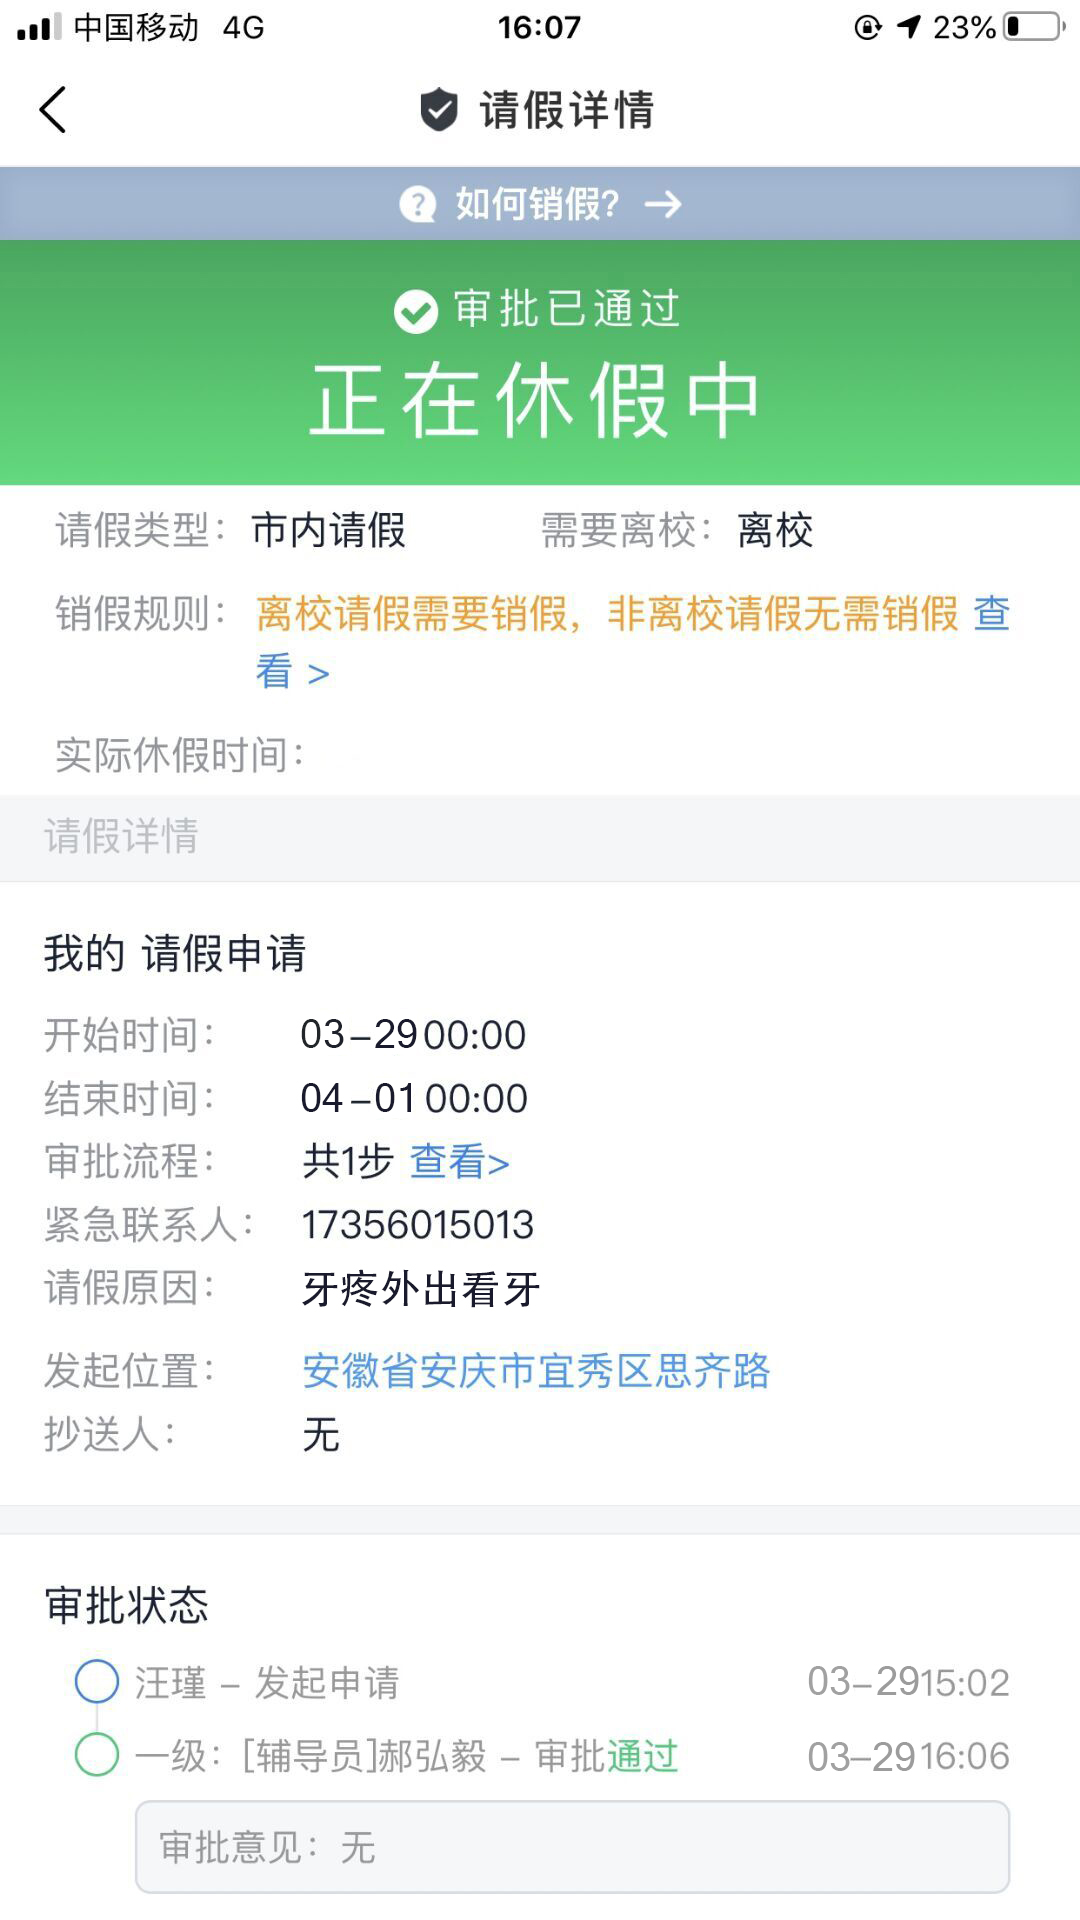 中国移动 4G 16:07 23%
请假详情
如何销假? →
审批已通过
正在休假中
请假类型： 市内请假 需要离校： 离校
销假规则： 离校请假需要销假，非离校请假无需销假 查
看 >
实际休假时间：
请假详情
我的 请假申请
开始时间： 03-29 00:00
结束时间： 04-01 00:00
审批流程： 共1步 查看>
紧急联系人： 17356015013
请假原因： 牙疼外出看牙
发起位置： 安徽省安庆市宜秀区思齐路
抄送人： 无
审批状态
汪瑾 – 发起申请 03-29 15:02
一级：[辅导员]郝弘毅 – 审批通过 03-29 16:06
审批意见： 无